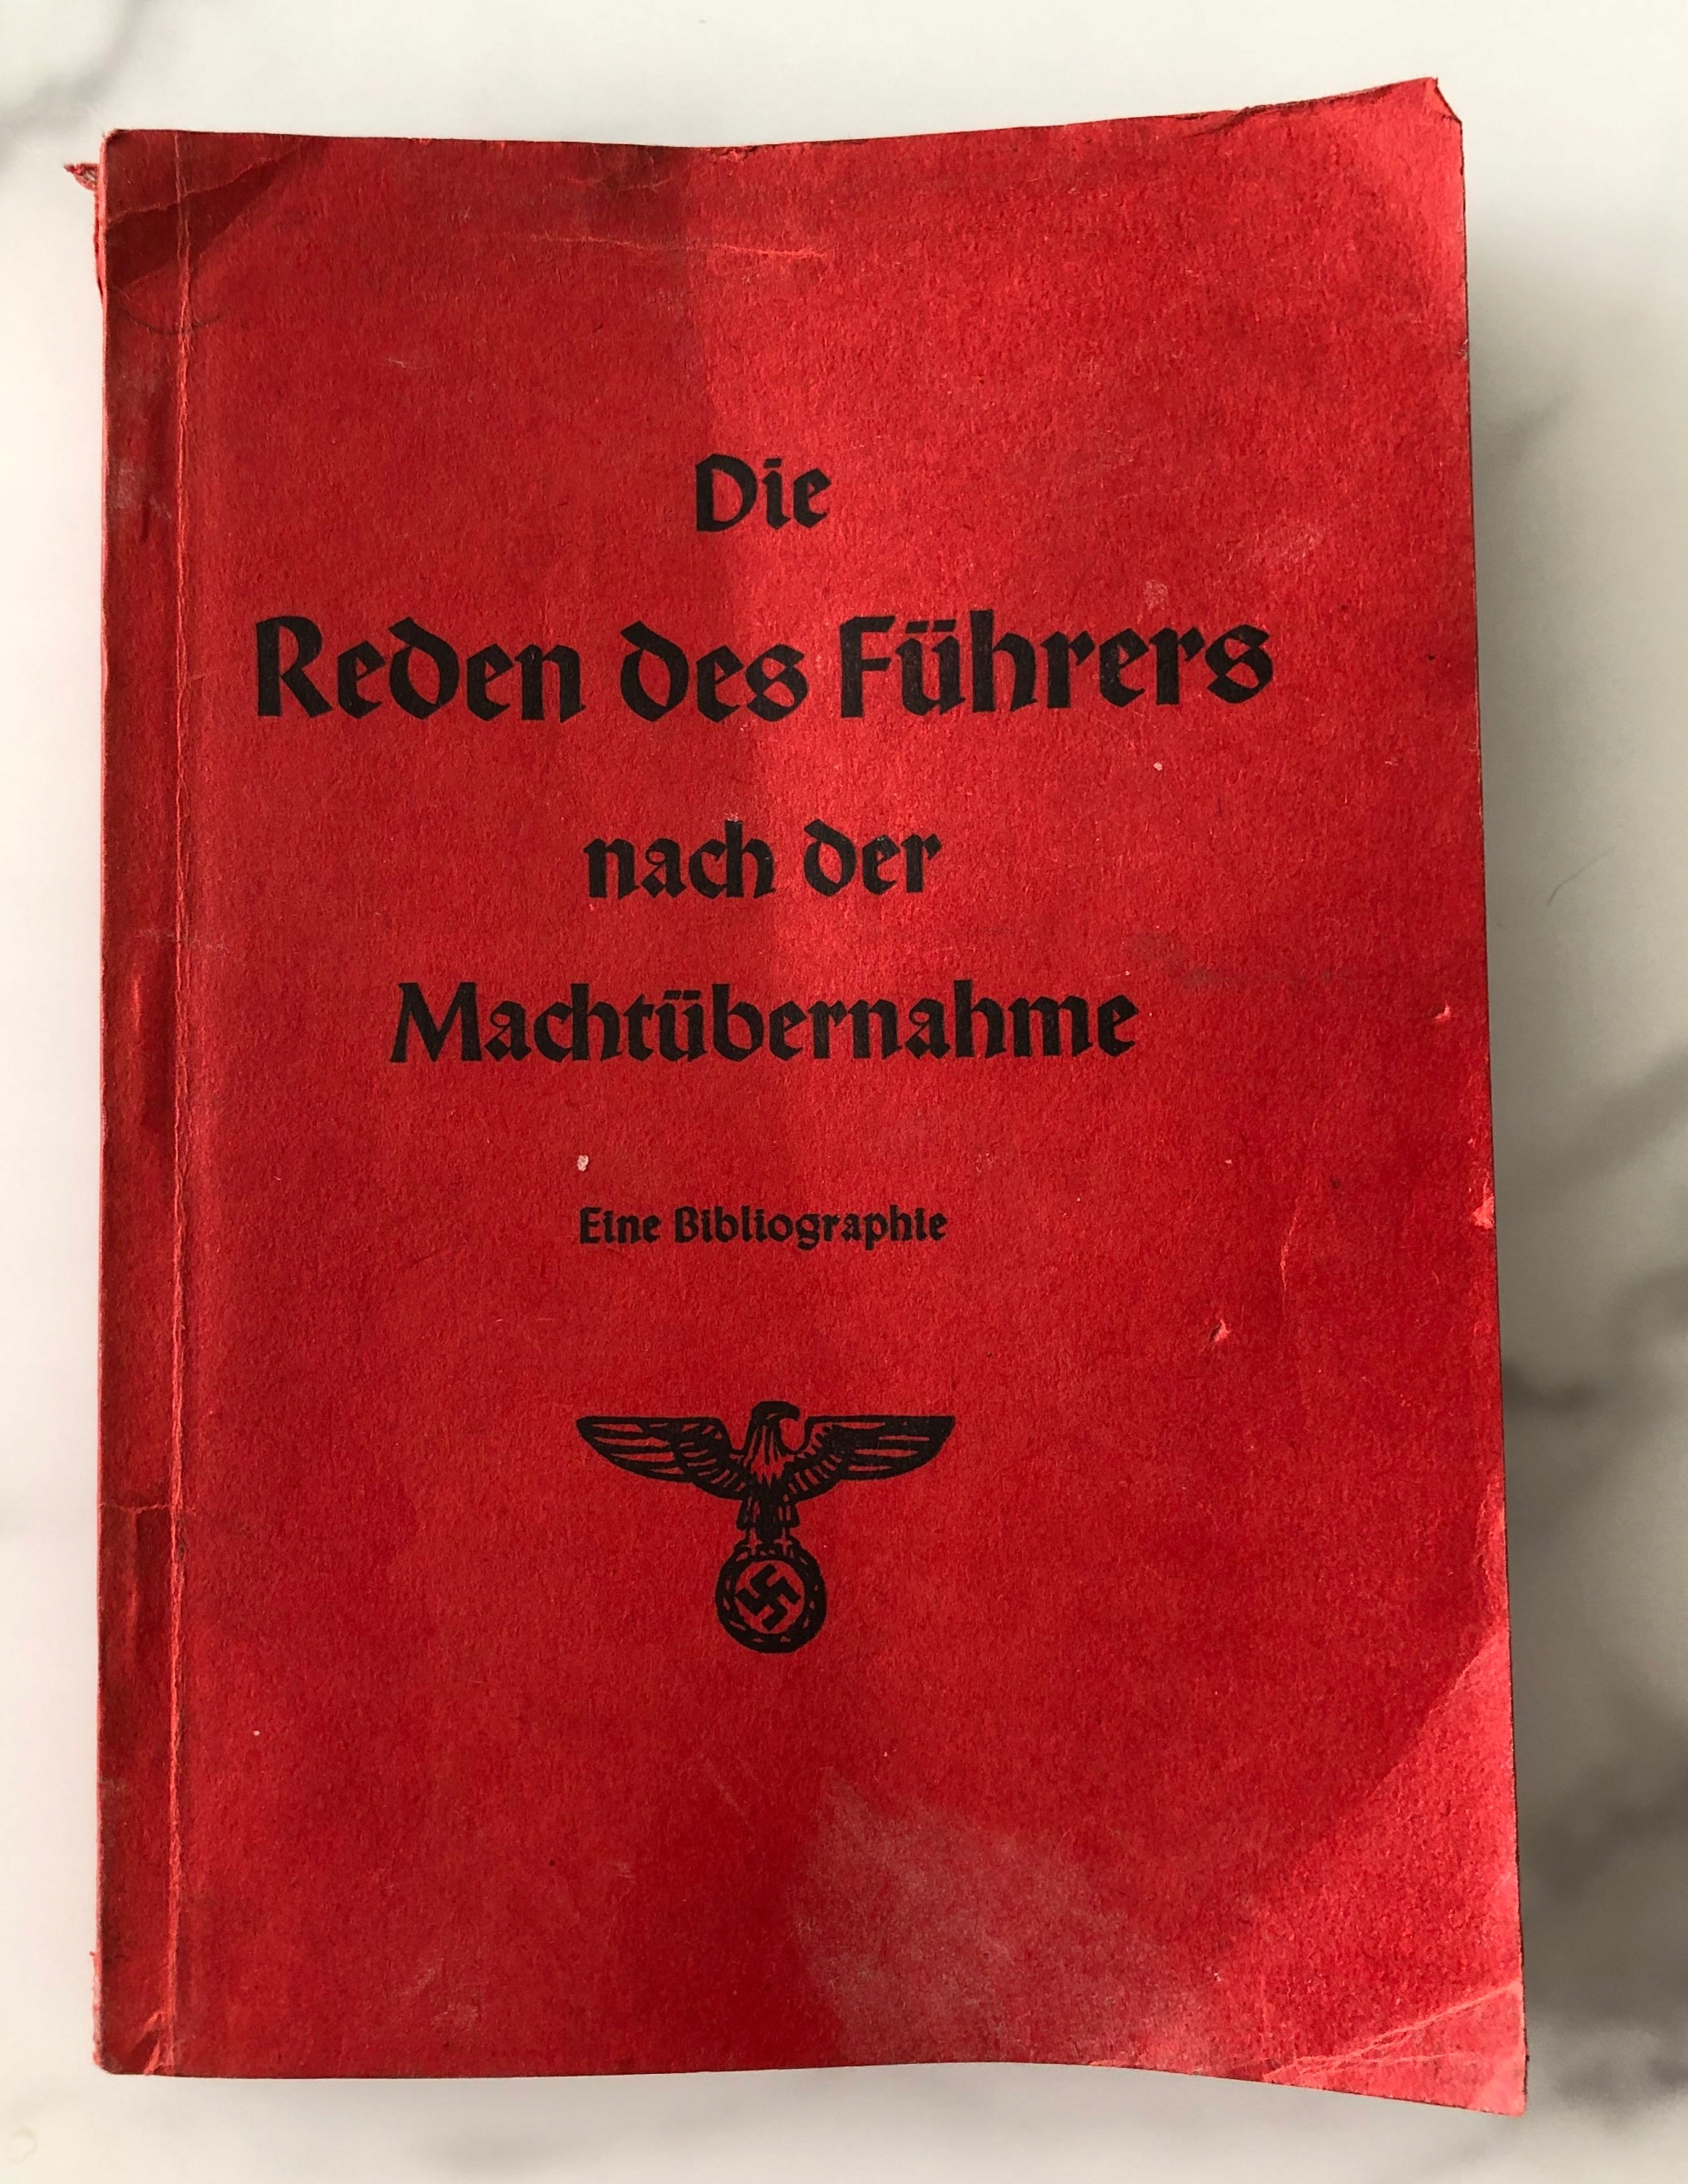 Die
Reden des Führers
nach der
Machtübernahme
Eine Bibliographie